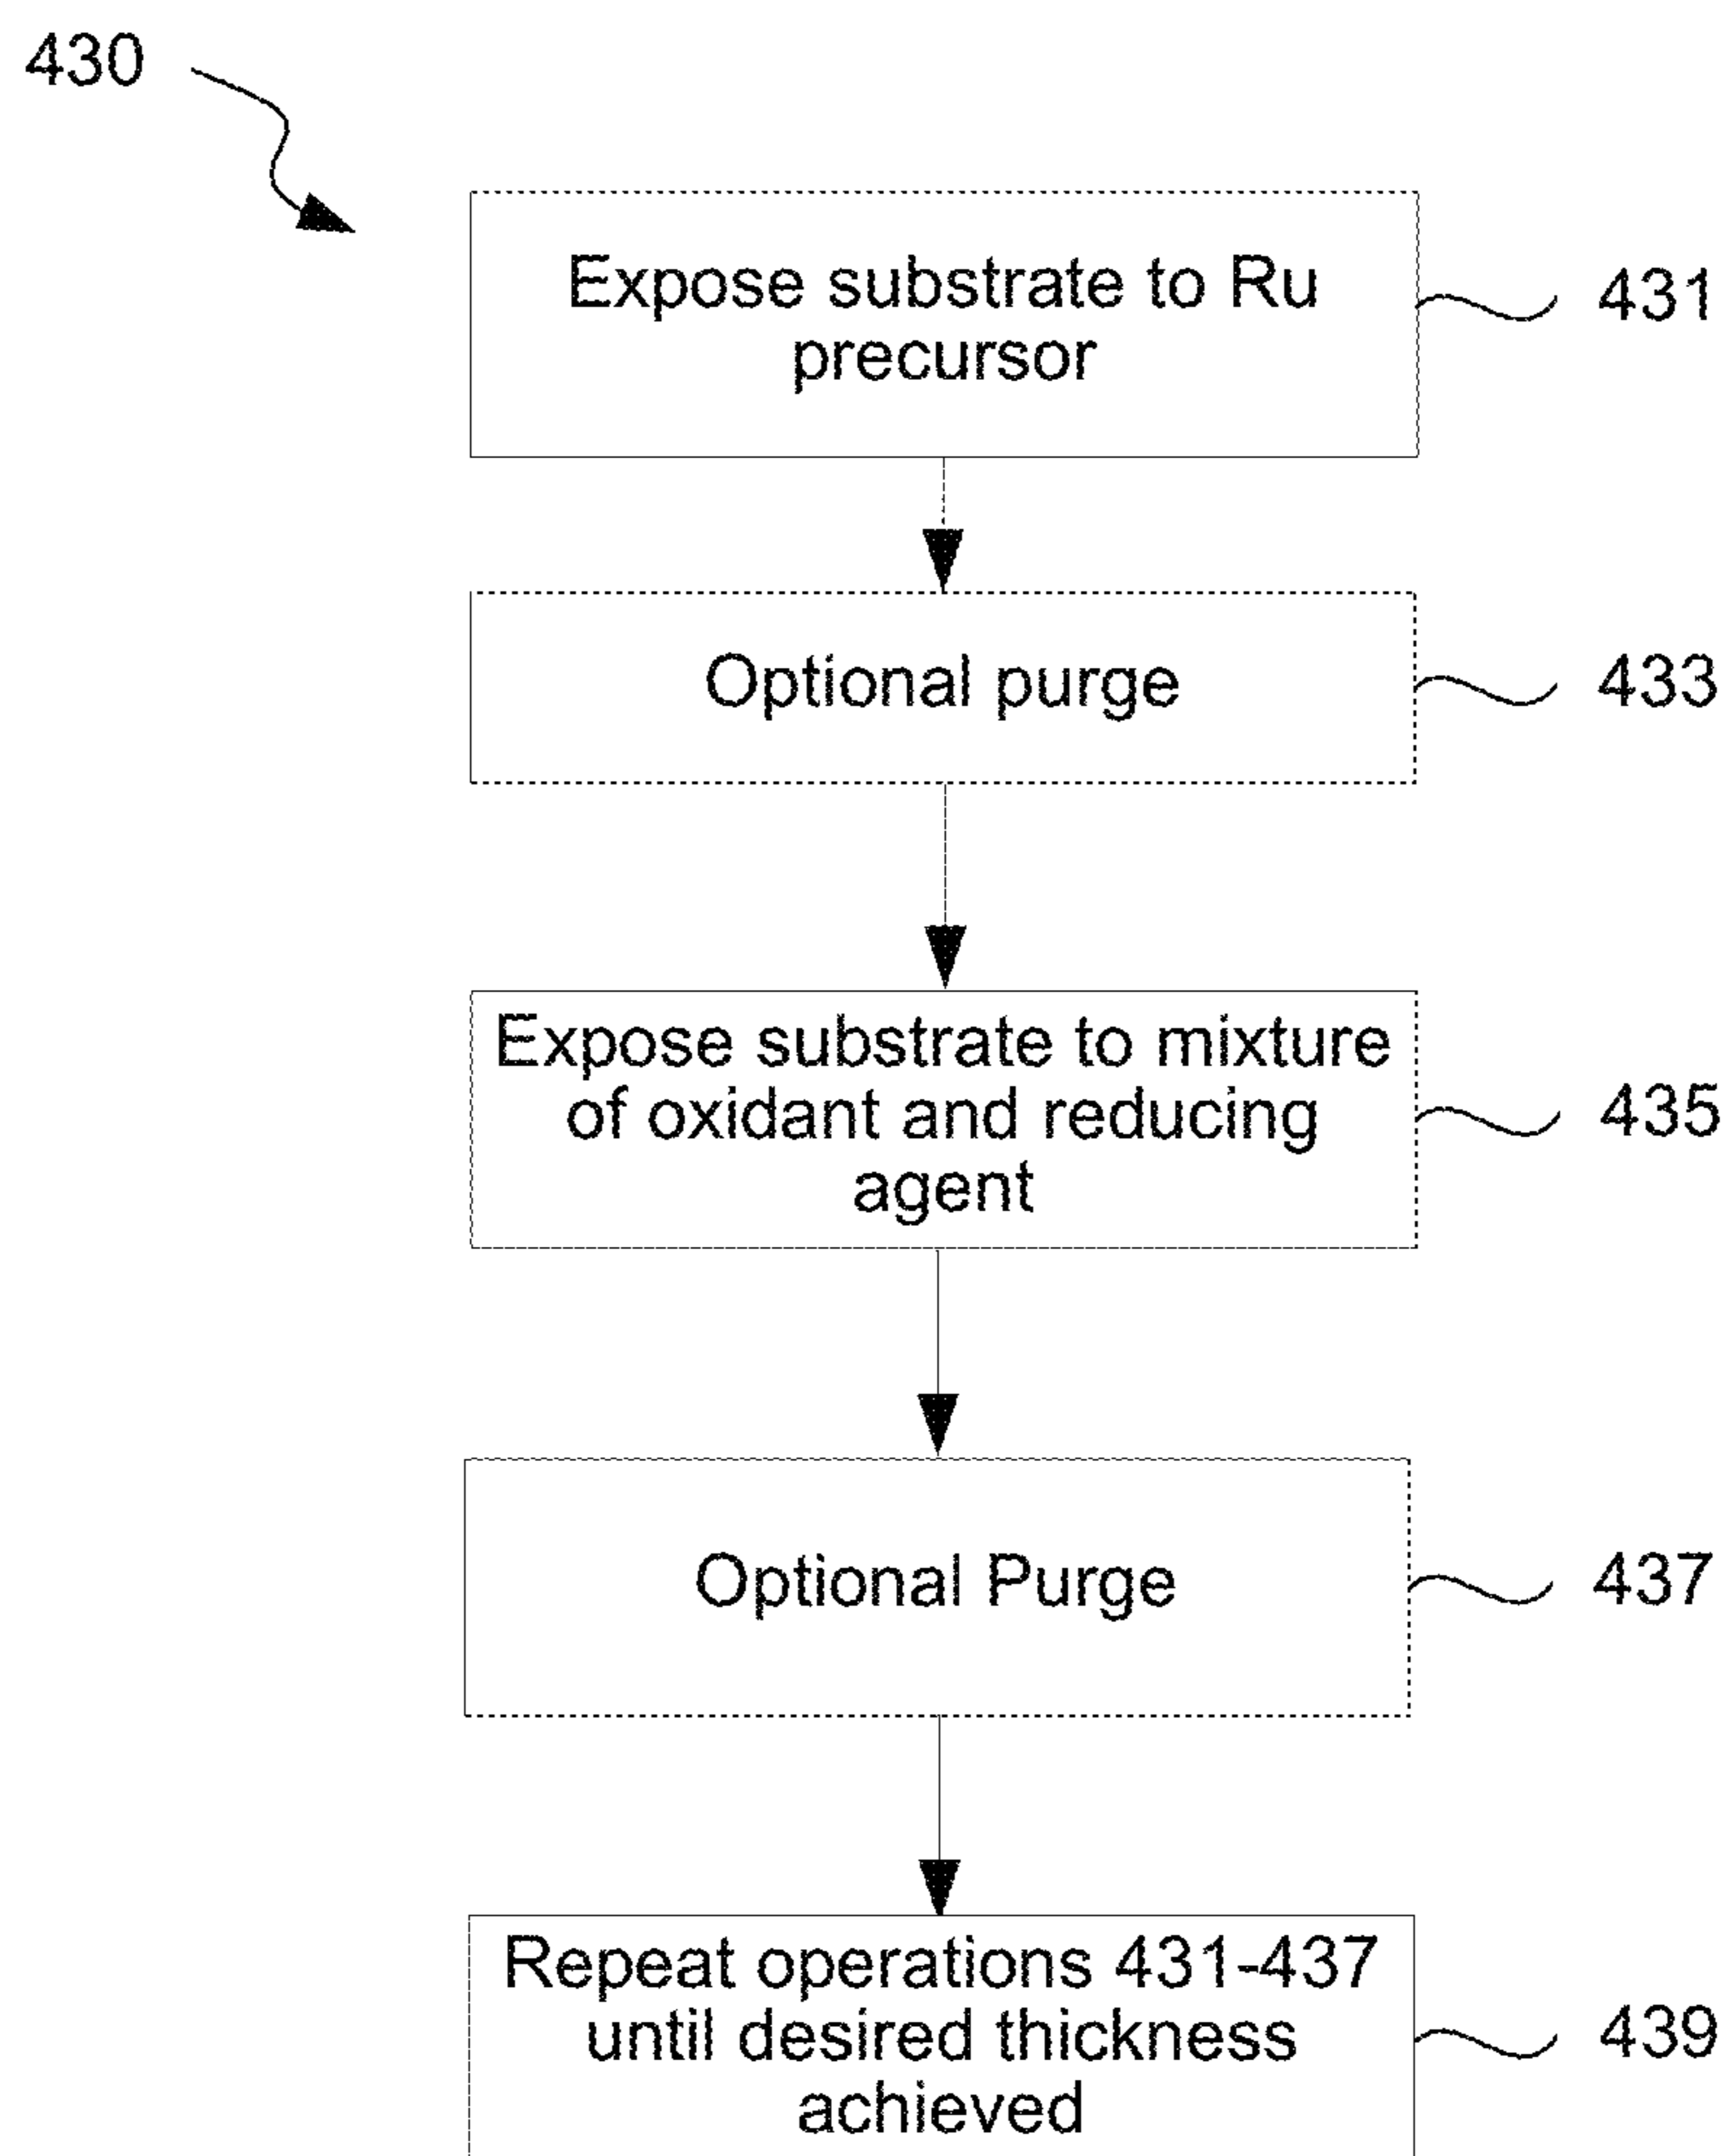 430
Expose substrate to Ru
precursor
431
Optional purge
433
Expose substrate to mixture
of oxidant and reducing
agent
435
Optional Purge
437
Repeat operations 431-437
until desired thickness
achieved
439